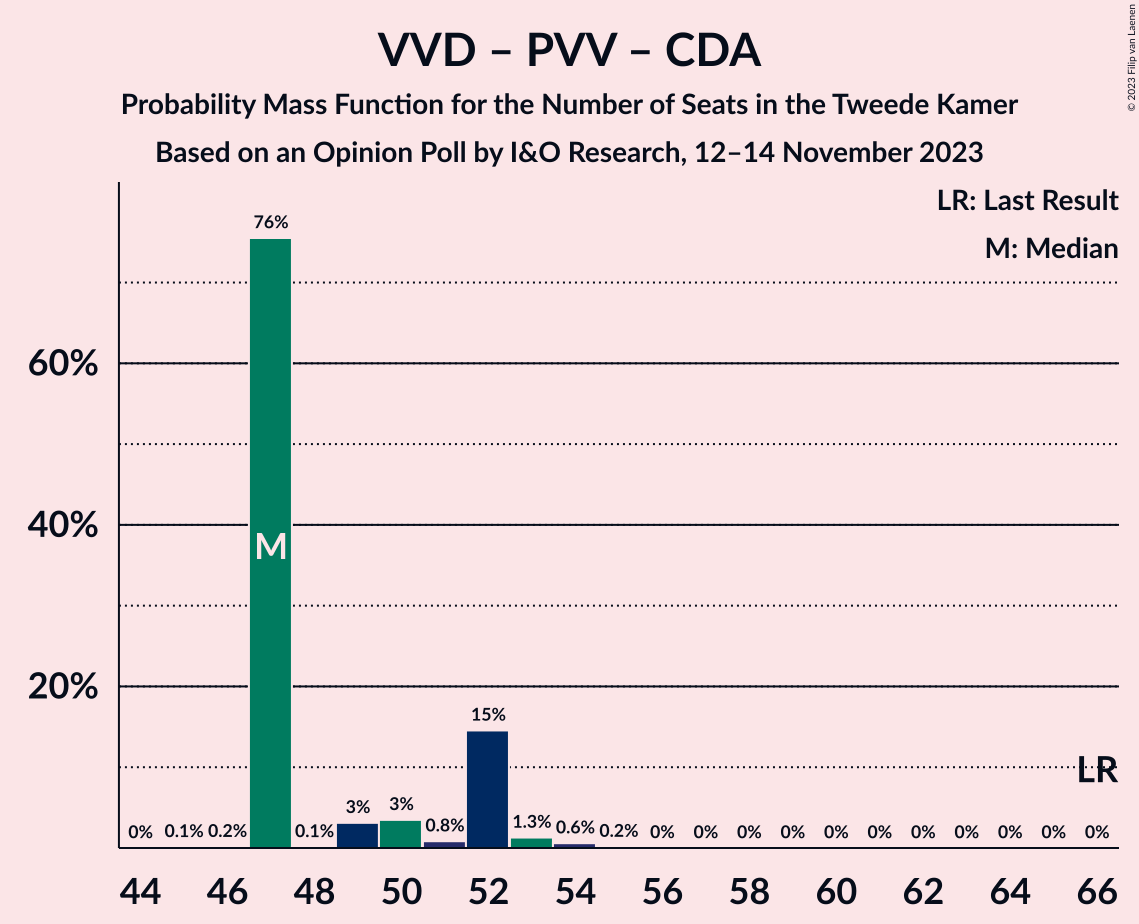 VVD – PVV – CDA
Probability Mass Function for the Number of Seats in the Tweede Kamer
Based on an Opinion Poll by I&O Research, 12–14 November 2023
© 2023 Filip van Laenen
LR: Last Result
M: Median
60%
40%
20%
0% 0.1% 0.2% 76% 0.1% 3% 3% 0.8% 15% 1.3% 0.6% 0.2% 0% 0% 0% 0% 0% 0% 0% 0% 0% 0% 0%
M
LR
44 46 48 50 52 54 56 58 60 62 64 66